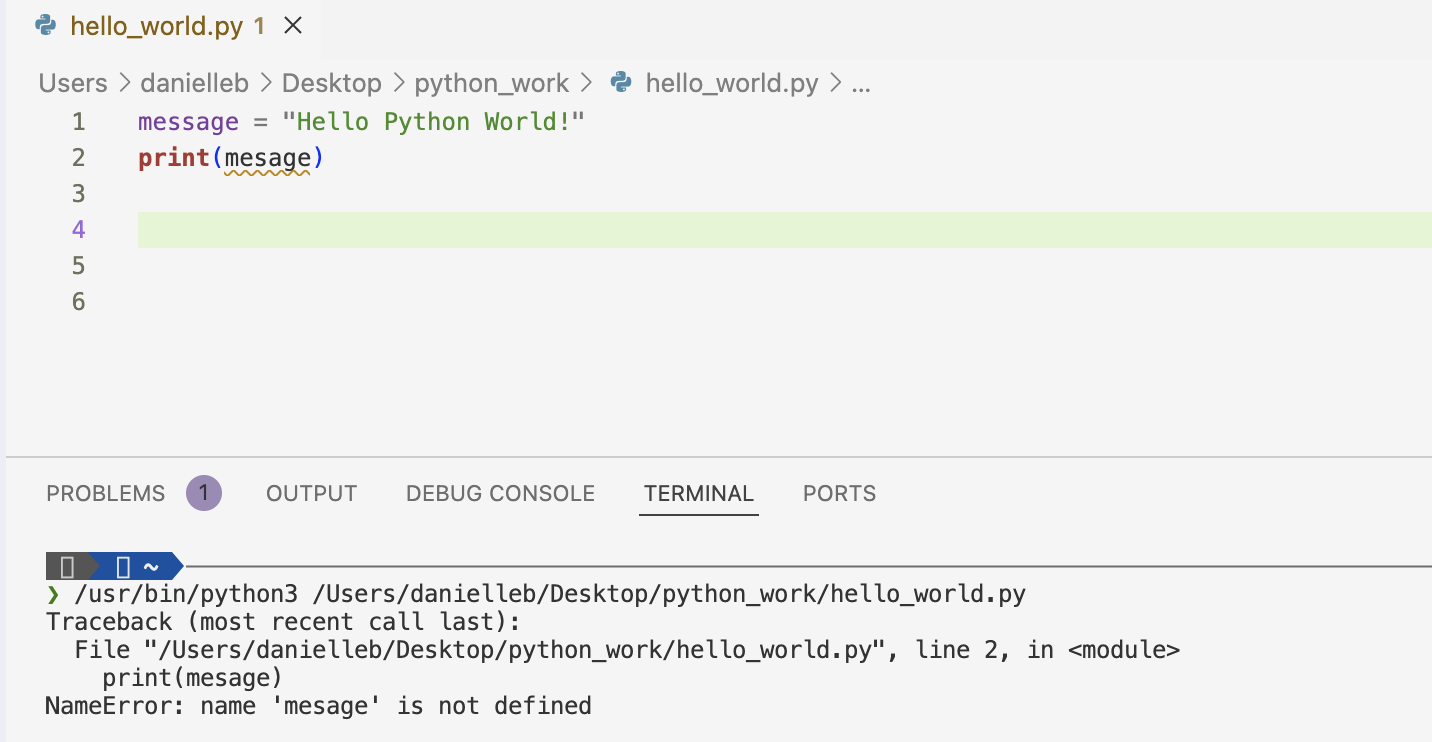 hello_world.py 1
Users > danielleb > Desktop > python_work > hello_world.py > ...
1 message = "Hello Python World!"
2 print(mesage)
3
4
5
6
PROBLEMS 1 OUTPUT DEBUG CONSOLE TERMINAL PORTS
~
❯ /usr/bin/python3 /Users/danielleb/Desktop/python_work/hello_world.py
Traceback (most recent call last):
  File "/Users/danielleb/Desktop/python_work/hello_world.py", line 2, in <module>
    print(mesage)
NameError: name 'mesage' is not defined